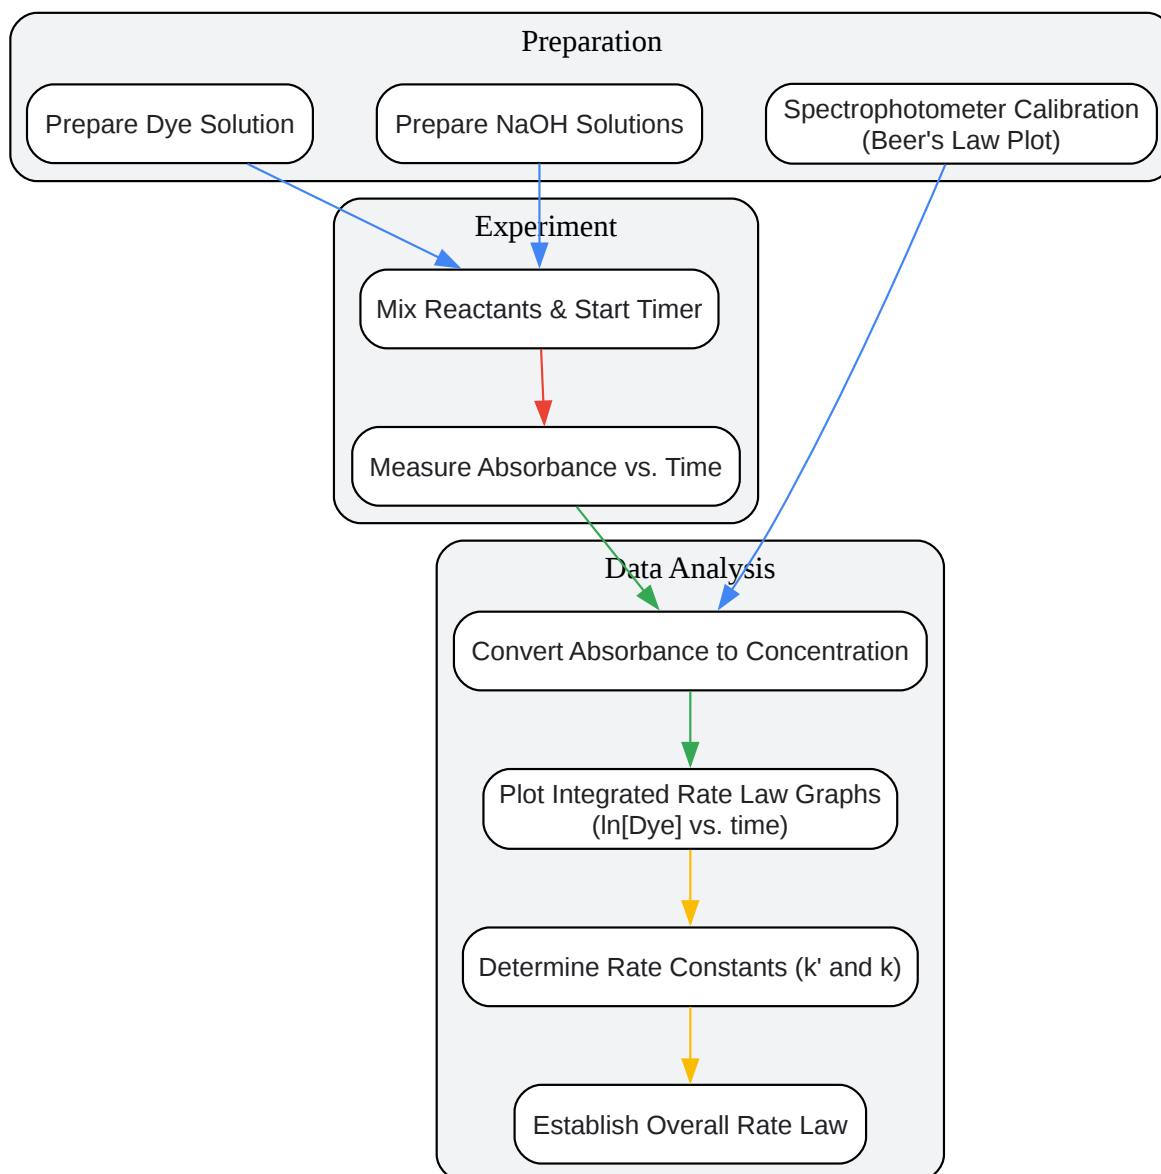 Preparation
Prepare Dye Solution
Prepare NaOH Solutions
Spectrophotometer Calibration
(Beer's Law Plot)
Experiment
Mix Reactants & Start Timer
Measure Absorbance vs. Time
Data Analysis
Convert Absorbance to Concentration
Plot Integrated Rate Law Graphs
(ln[Dye] vs. time)
Determine Rate Constants (k' and k)
Establish Overall Rate Law